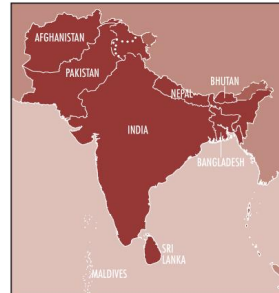 AFGHANISTAN
PAKISTAN
NEPAL
BHUTAN
INDIA
BANGLADESH
SRI
LANKA
MALDIVES